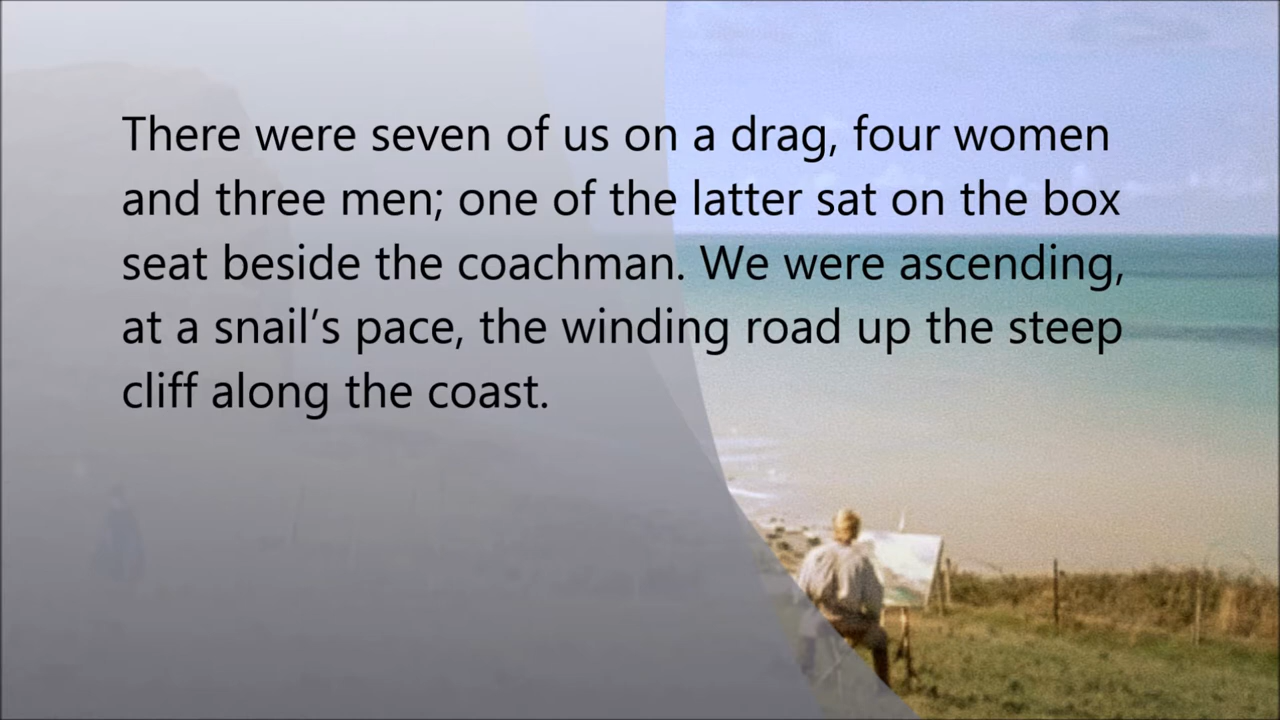 There were seven of us on a drag, four women
and three men; one of the latter sat on the box
seat beside the coachman. We were ascending,
at a snail’s pace, the winding road up the steep
cliff along the coast.